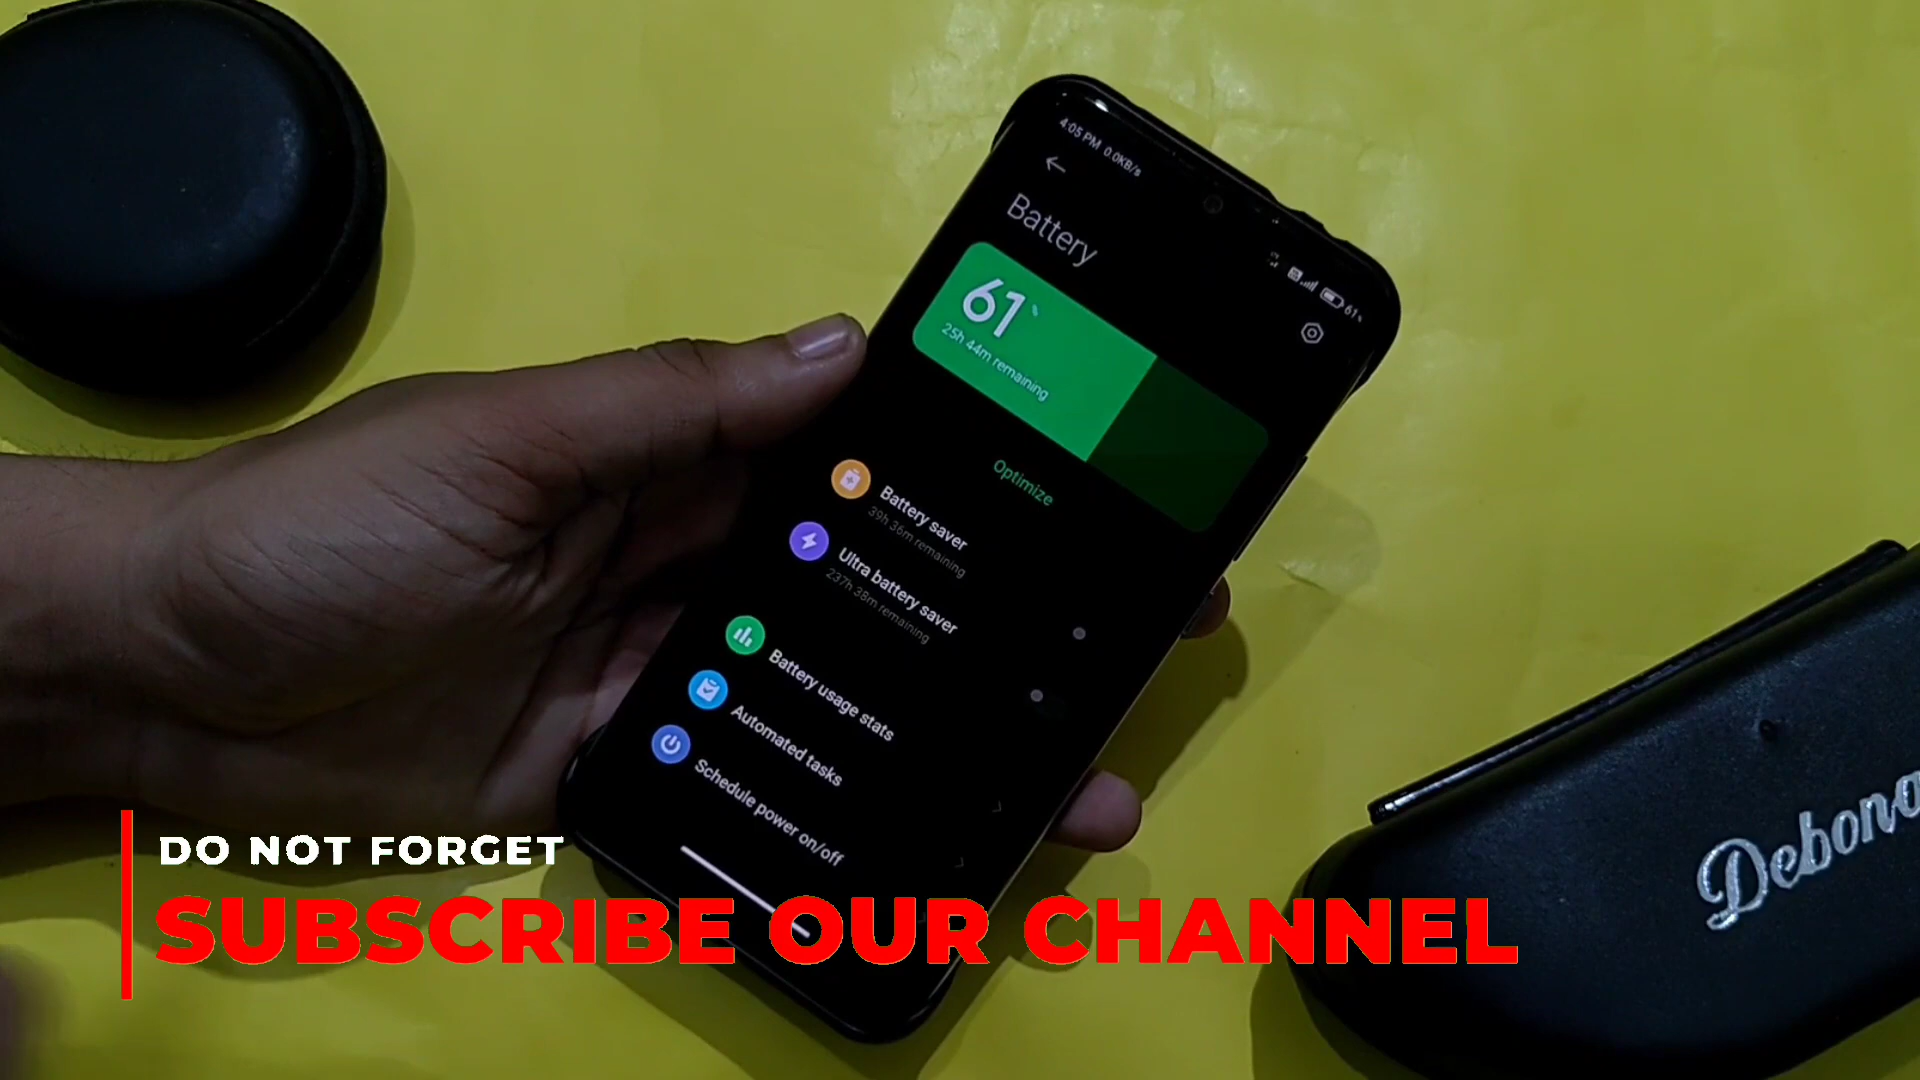 4:05 PM 0.0KB/s
61%
Battery
61%
25h 44m remaining
Optimize
Battery saver
39h 36m remaining
Ultra battery saver
237h 38m remaining
Battery usage stats
Automated tasks
Schedule power on/off
DO NOT FORGET
SUBSCRIBE OUR CHANNEL